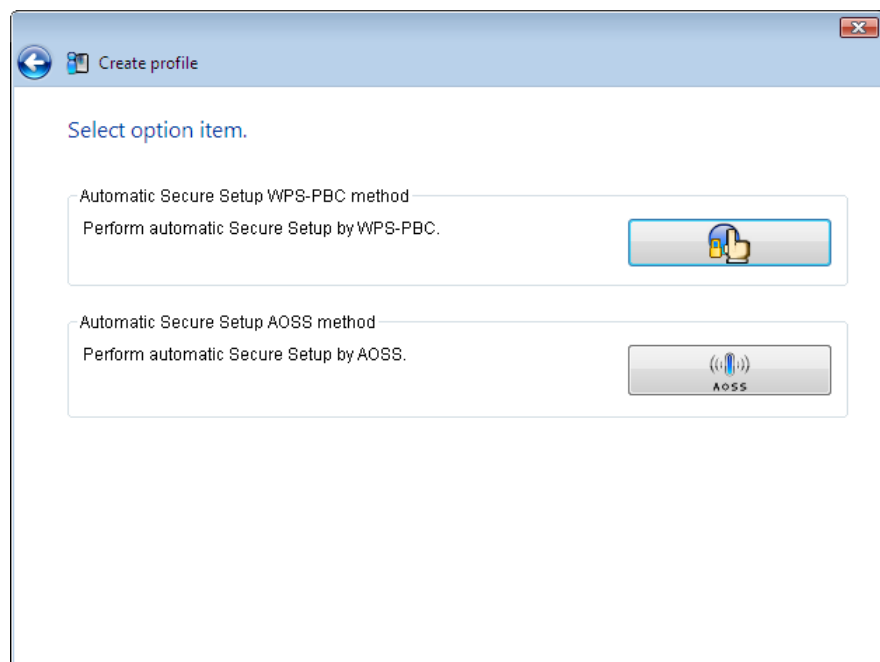 Create profile
Select option item.
Automatic Secure Setup WPS-PBC method
Perform automatic Secure Setup by WPS-PBC.
Automatic Secure Setup AOSS method
Perform automatic Secure Setup by AOSS.
AOSS